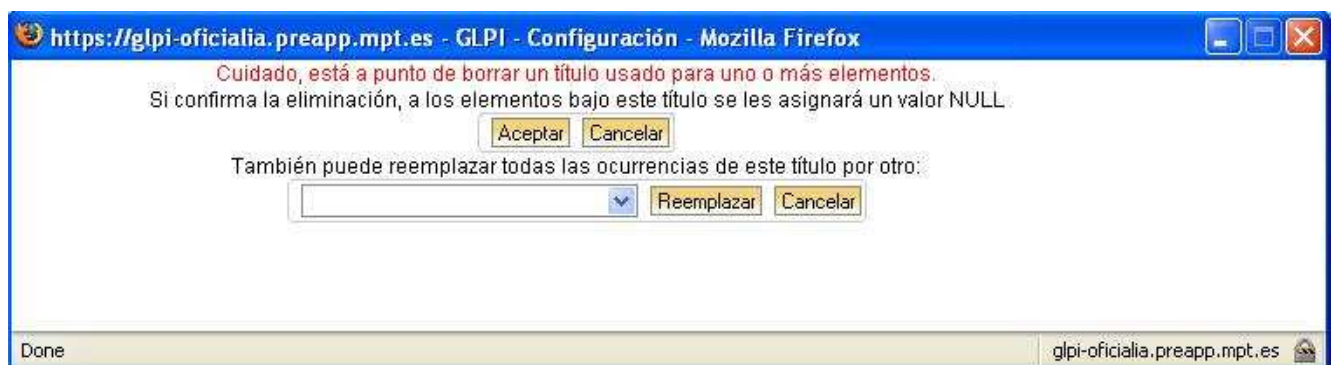 https://glpi-oficialia.preapp.mpt.es - GLPI - Configuración - Mozilla Firefox
Cuidado, está a punto de borrar un título usado para uno o más elementos.
Si confirma la eliminación, a los elementos bajo este título se les asignará un valor NULL
Aceptar Cancelar
También puede reemplazar todas las ocurrencias de este título por otro:
Reemplazar Cancelar
Done glpi-oficialia.preapp.mpt.es